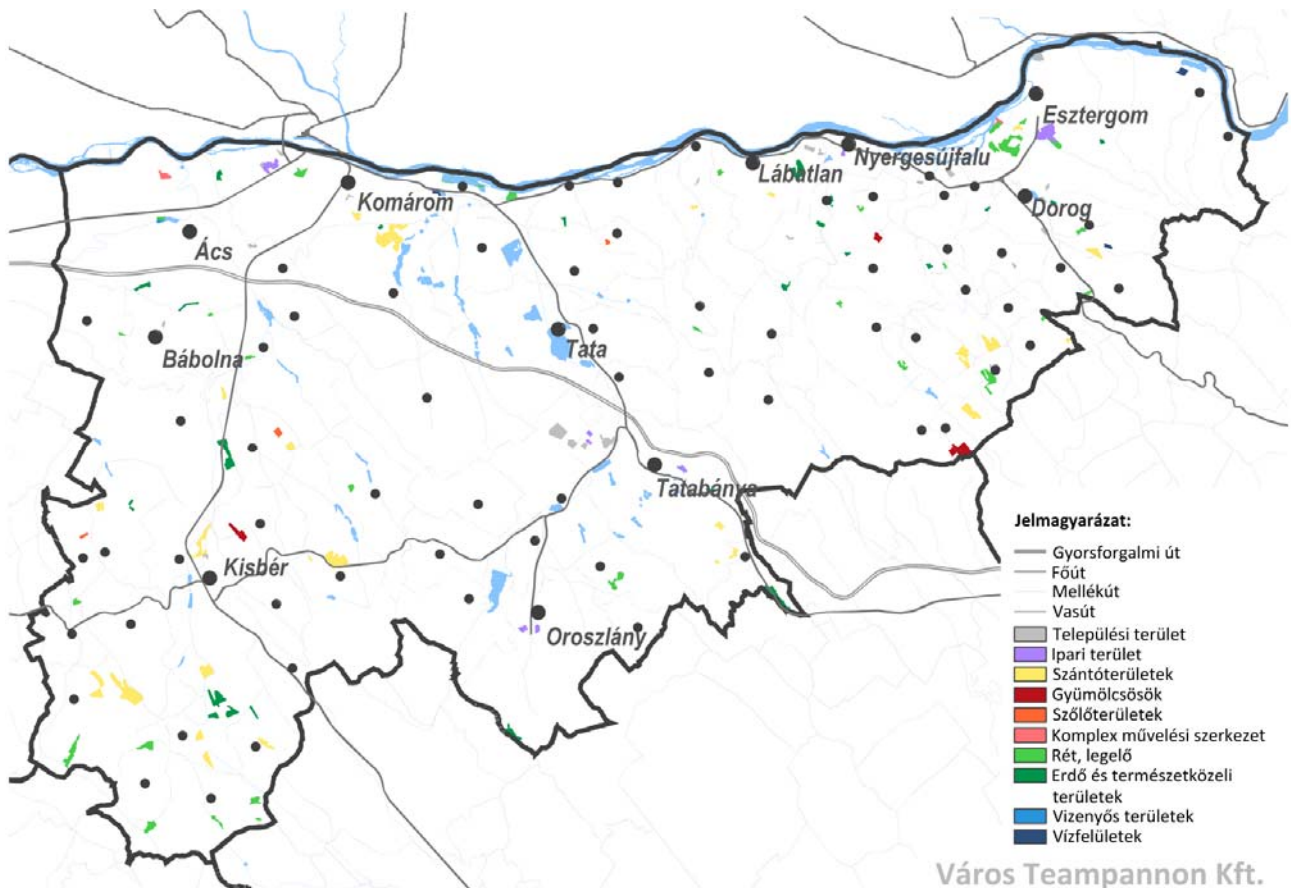 Esztergom
Nyergesújfalu
Lábatlan
Komárom
Dorog
Ács
Tata
Bábolna
Tatabánya
Kisbér
Oroszlány
Jelmagyarázat:
Gyorsforgalmi út
Főút
Mellékút
Vasút
Települési terület
Ipari terület
Szántóterületek
Gyümölcsösök
Szőlőterületek
Komplex művelési szerkezet
Rét, legelő
Erdő és természetközeli
területek
Vizenyős területek
Vízfelületek
Város Teampannon Kft.